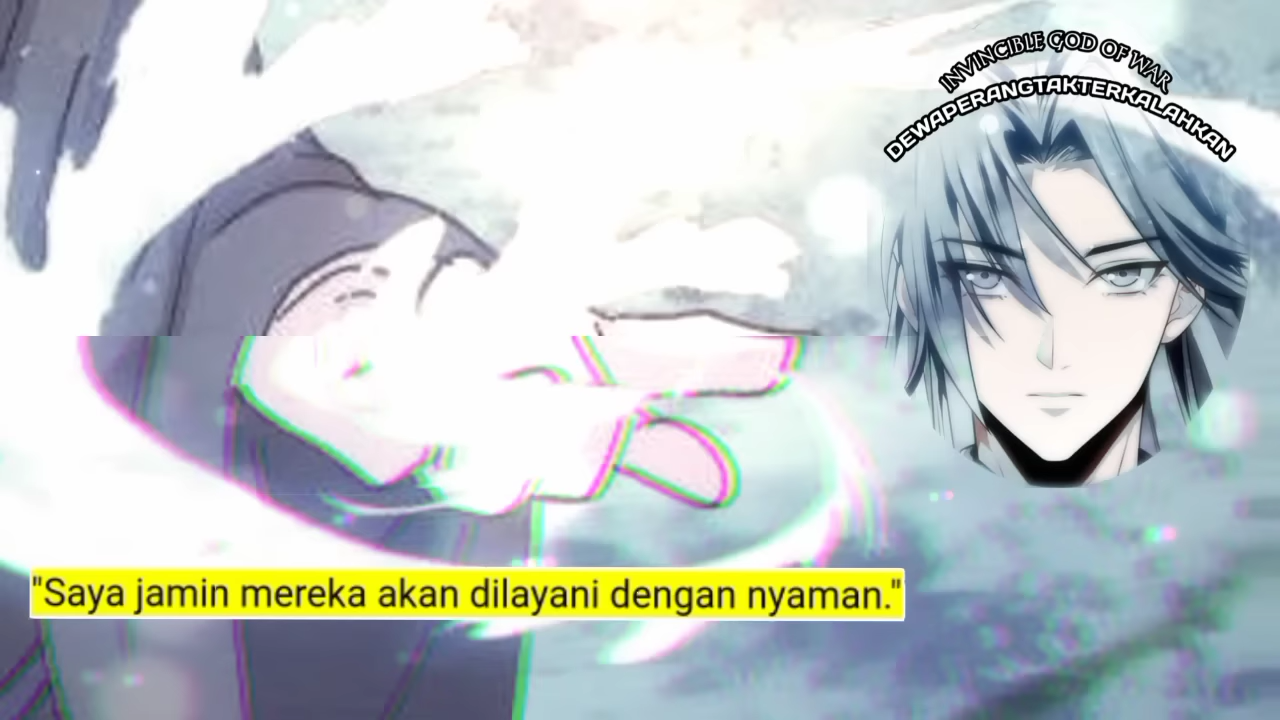 INVINCIBLE GOD OF WAR
DEWAPERANGTAKTERKALAHKAN
"Saya jamin mereka akan dilayani dengan nyaman."